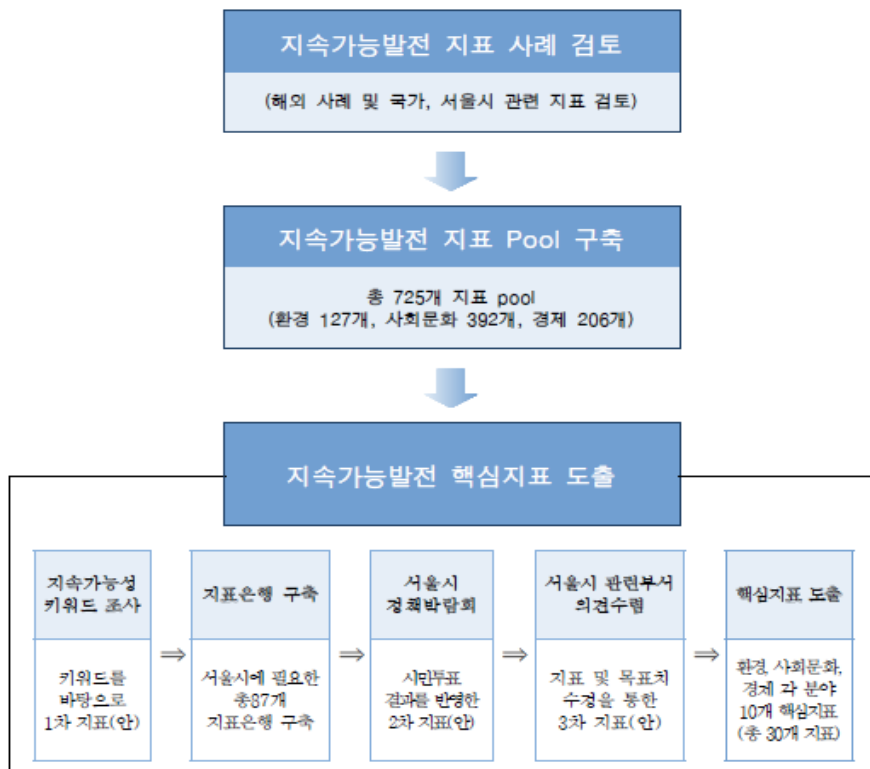 지속가능발전 지표 사례 검토
(해외 사례 및 국가, 서울시 관련 지표 검토)
지속가능발전 지표 Pool 구축
총 725개 지표 pool
(환경 127개, 사회문화 392개, 경제 206개)
지속가능발전 핵심지표 도출
지속가능성
키워드 조사
키워드를
바탕으로
1차 지표(안)
⇒
지표은행 구축
서울시에 필요한
총87개
지표은행 구축
⇒
서울시
정책박람회
시민투표
결과를 반영한
2차 지표(안)
⇒
서울시 관련부서
의견수렴
지표 및 목표치
수정을 통한
3차 지표(안)
⇒
핵심지표 도출
환경, 사회문화,
경제 각 분야
10개 핵심지표
(총 30개 지표)